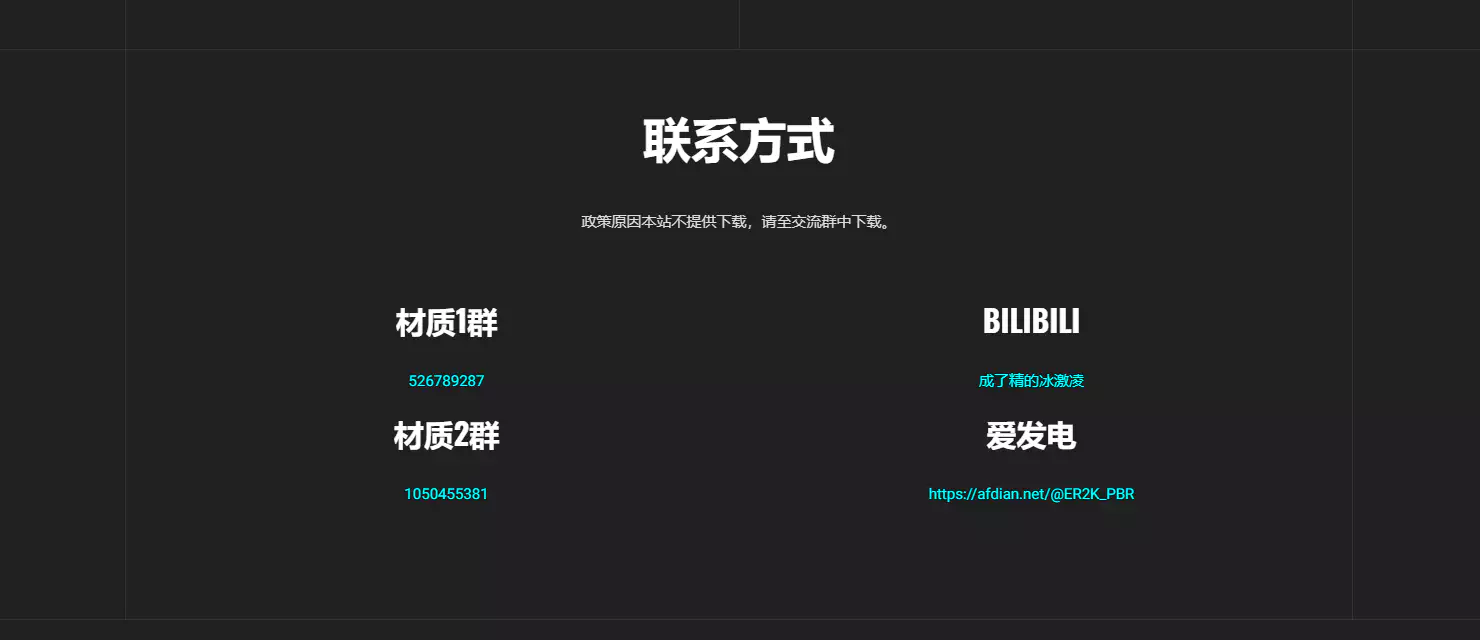 联系方式
政策原因本站不提供下载，请至交流群中下载。
材质1群
526789287
材质2群
1050455381
BILIBILI
成了精的冰激凌
爱发电
https://afdian.net/@ER2K_PBR